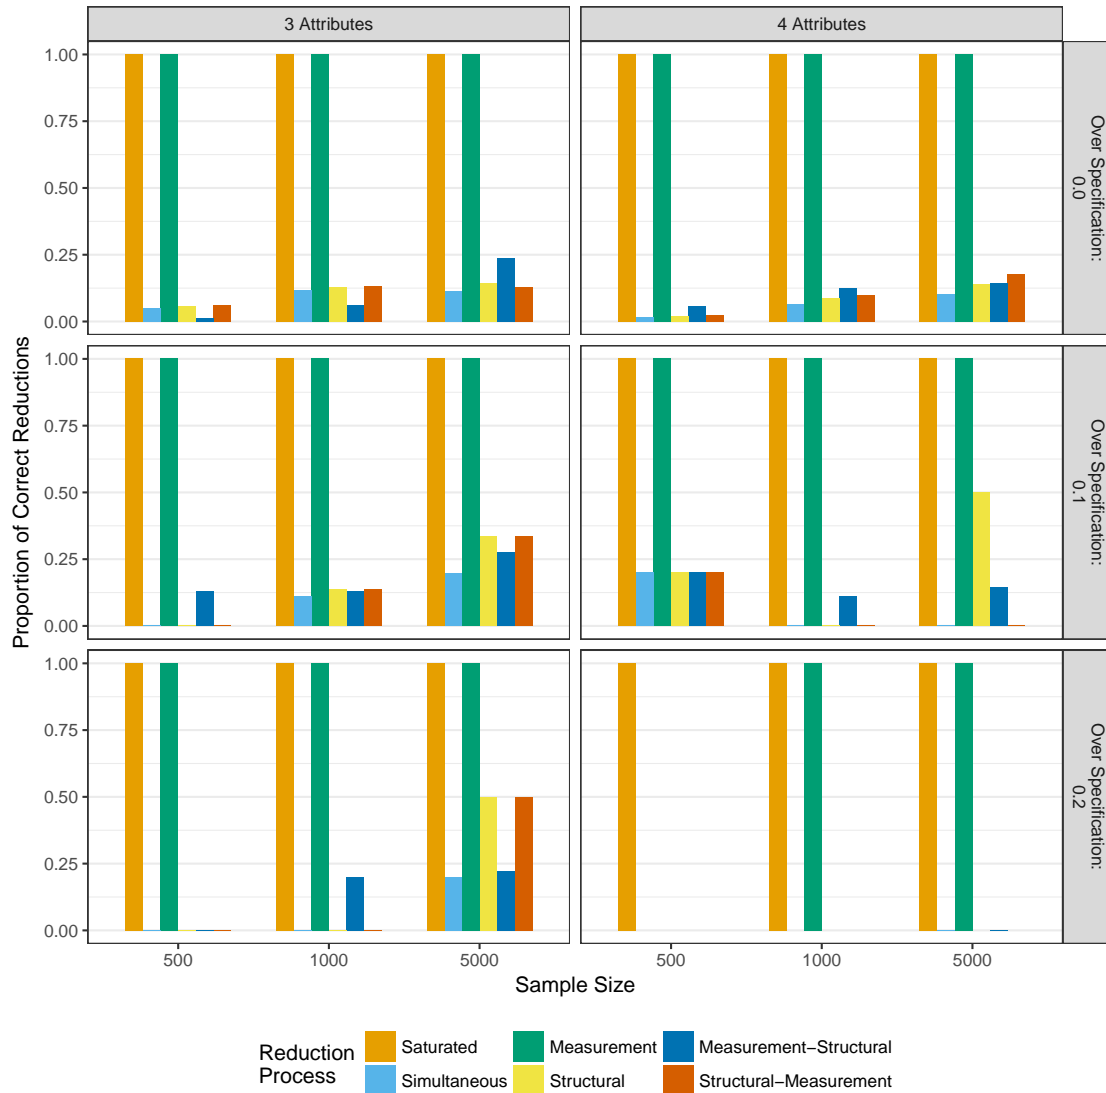 3 Attributes
4 Attributes
Proportion of Correct Reductions
1.00
0.75
0.50
0.25
0.00
Over Specification:
0.0
1.00
0.75
0.50
0.25
0.00
Over Specification:
0.1
1.00
0.75
0.50
0.25
0.00
Over Specification:
0.2
500
1000
5000
500
1000
5000
Sample Size
Reduction
Process
Saturated
Measurement
Measurement−Structural
Simultaneous
Structural
Structural−Measurement